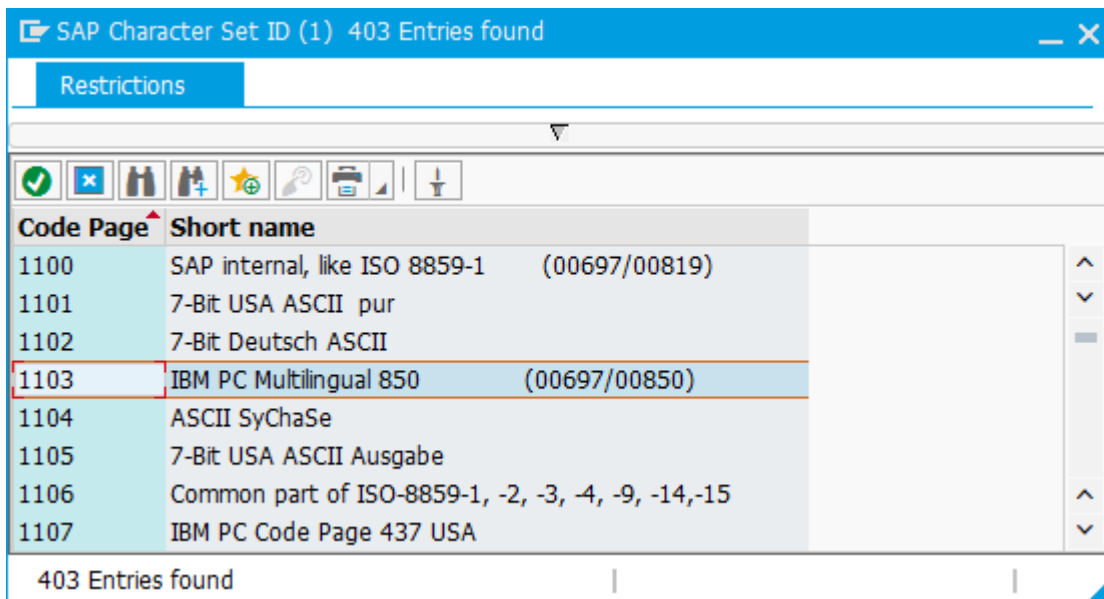 SAP Character Set ID (1) 403 Entries found
Restrictions
Code Page Short name
1100 SAP internal, like ISO 8859-1 (00697/00819)
1101 7-Bit USA ASCII pur
1102 7-Bit Deutsch ASCII
1103 IBM PC Multilingual 850 (00697/00850)
1104 ASCII SyChaSe
1105 7-Bit USA ASCII Ausgabe
1106 Common part of ISO-8859-1, -2, -3, -4, -9, -14,-15
1107 IBM PC Code Page 437 USA
403 Entries found